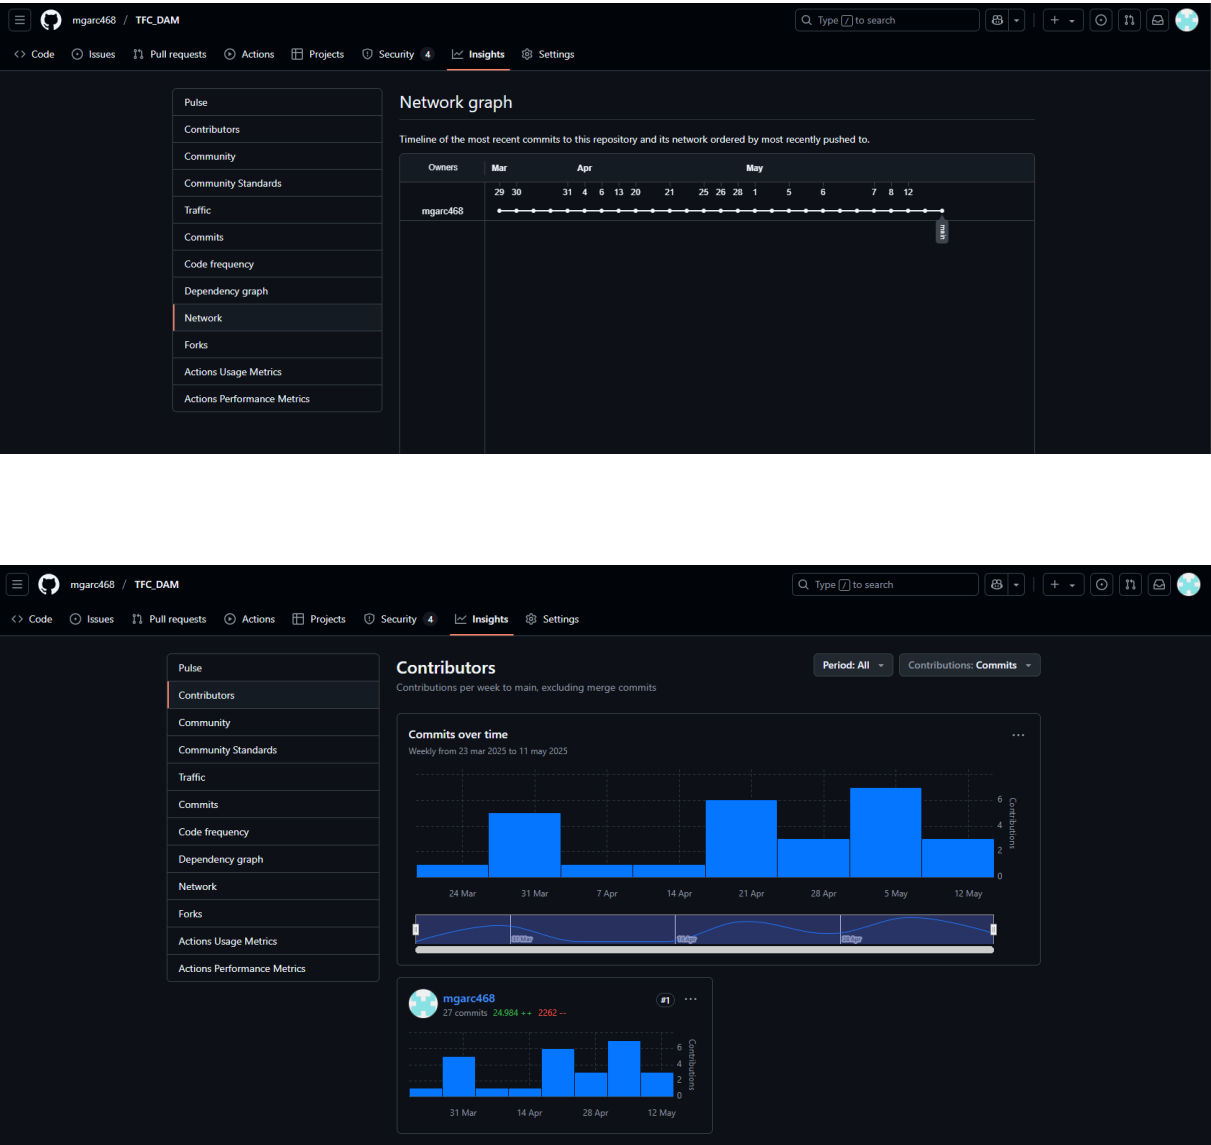 mgarc468 / TFC_DAM
Type / to search
Code Issues Pull requests Actions Projects Security 4 Insights Settings
Pulse
Contributors
Community
Community Standards
Traffic
Commits
Code frequency
Dependency graph
Network
Forks
Actions Usage Metrics
Actions Performance Metrics
Network graph
Timeline of the most recent commits to this repository and its network ordered by most recently pushed to.
Owners Mar Apr May
29 30 31 4 6 13 20 21 25 26 28 1 5 6 7 8 12
mgarc468
main
mgarc468 / TFC_DAM
Type / to search
Code Issues Pull requests Actions Projects Security 4 Insights Settings
Pulse
Contributors
Community
Community Standards
Traffic
Commits
Code frequency
Dependency graph
Network
Forks
Actions Usage Metrics
Actions Performance Metrics
Contributors
Period: All Contributions: Commits
Contributions per week to main, excluding merge commits
Commits over time
Weekly from 23 mar 2025 to 11 may 2025
6
4
2
0
Contributions
24 Mar 31 Mar 7 Apr 14 Apr 21 Apr 28 Apr 5 May 12 May
31 Mar 14 Apr 28 Apr
mgarc468 #1
27 commits 24.984 ++ 2262 --
6
4
2
0
Contributions
31 Mar 14 Apr 28 Apr 12 May